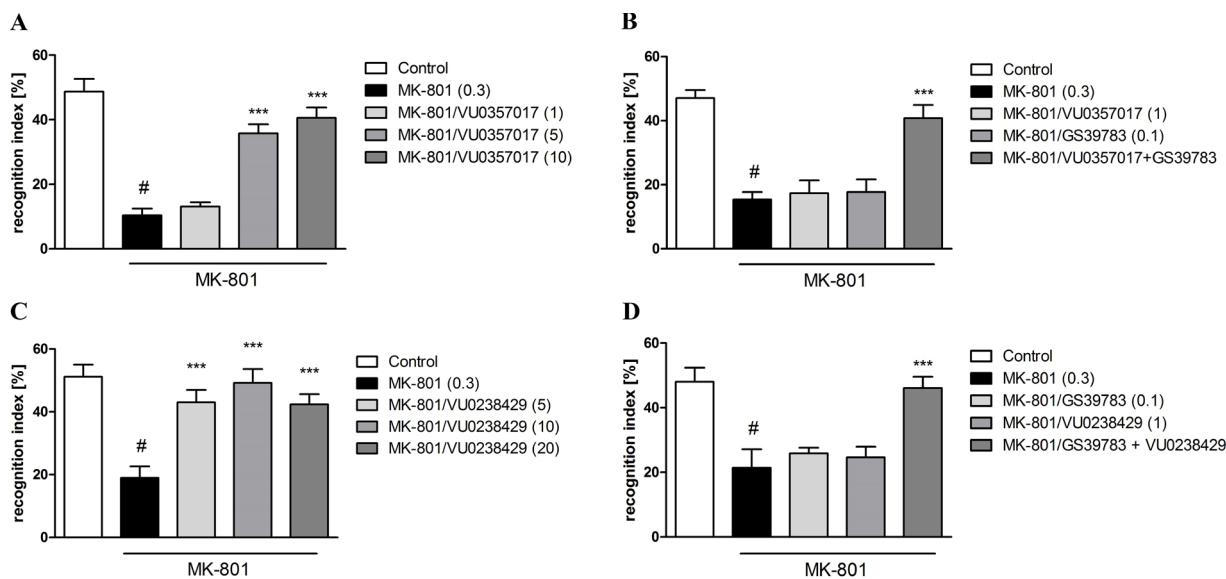 A
recognition index [%]
60
40
20
0
#
***
***
MK-801
Control
MK-801 (0.3)
MK-801/VU0357017 (1)
MK-801/VU0357017 (5)
MK-801/VU0357017 (10)
B
recognition index [%]
60
40
20
0
#
***
MK-801
Control
MK-801 (0.3)
MK-801/VU0357017 (1)
MK-801/GS39783 (0.1)
MK-801/VU0357017+GS39783
C
recognition index [%]
60
40
20
0
#
***
***
***
MK-801
Control
MK-801 (0.3)
MK-801/VU0238429 (5)
MK-801/VU0238429 (10)
MK-801/VU0238429 (20)
D
recognition index [%]
60
40
20
0
#
***
MK-801
Control
MK-801 (0.3)
MK-801/GS39783 (0.1)
MK-801/VU0238429 (1)
MK-801/GS39783 + VU0238429